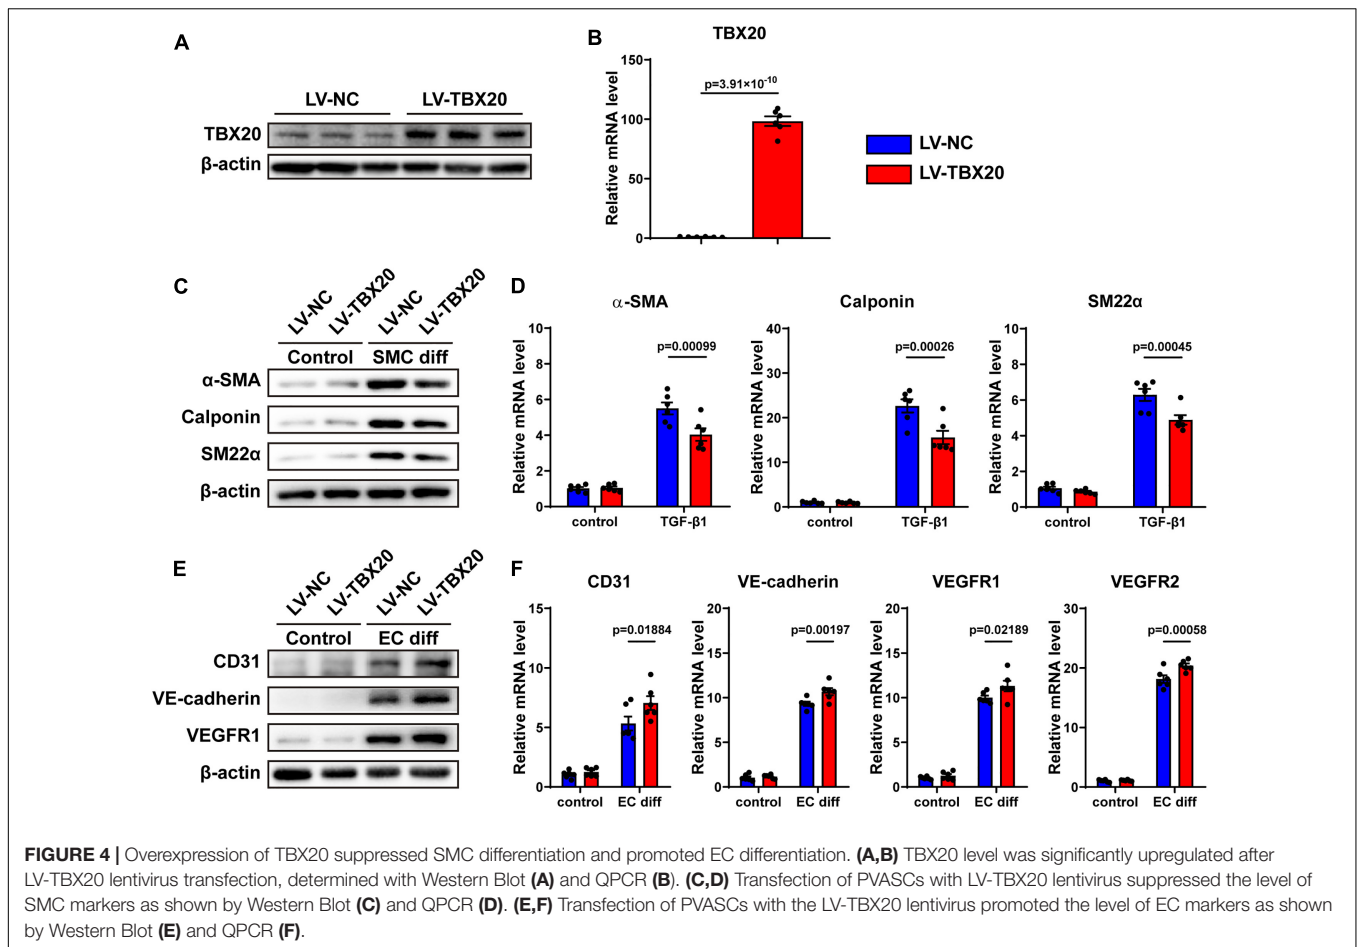 A
LV-NC LV-TBX20
TBX20
β-actin
B
TBX20
Relative mRNA level
150
100
50
0
p=3.91×10-10
LV-NC
LV-TBX20
C
LV-NC LV-TBX20 LV-NC LV-TBX20
Control SMC diff
α-SMA
Calponin
SM22α
β-actin
D
α-SMA
Relative mRNA level
10
8
6
4
2
0
p=0.00099
control TGF-β1
Calponin
Relative mRNA level
40
30
20
10
0
p=0.00026
control TGF-β1
SM22α
Relative mRNA level
10
8
6
4
2
0
p=0.00045
control TGF-β1
E
LV-NC LV-TBX20 LV-NC LV-TBX20
Control EC diff
CD31
VE-cadherin
VEGFR1
β-actin
F
CD31
Relative mRNA level
15
10
5
0
p=0.01884
control EC diff
VE-cadherin
Relative mRNA level
20
15
10
5
0
p=0.00197
control EC diff
VEGFR1
Relative mRNA level
20
15
10
5
0
p=0.02189
control EC diff
VEGFR2
Relative mRNA level
30
20
10
0
p=0.00058
control EC diff
FIGURE 4 | Overexpression of TBX20 suppressed SMC differentiation and promoted EC differentiation. (A,B) TBX20 level was significantly upregulated after
LV-TBX20 lentivirus transfection, determined with Western Blot (A) and QPCR (B). (C,D) Transfection of PVASCs with LV-TBX20 lentivirus suppressed the level of
SMC markers as shown by Western Blot (C) and QPCR (D). (E,F) Transfection of PVASCs with the LV-TBX20 lentivirus promoted the level of EC markers as shown
by Western Blot (E) and QPCR (F).